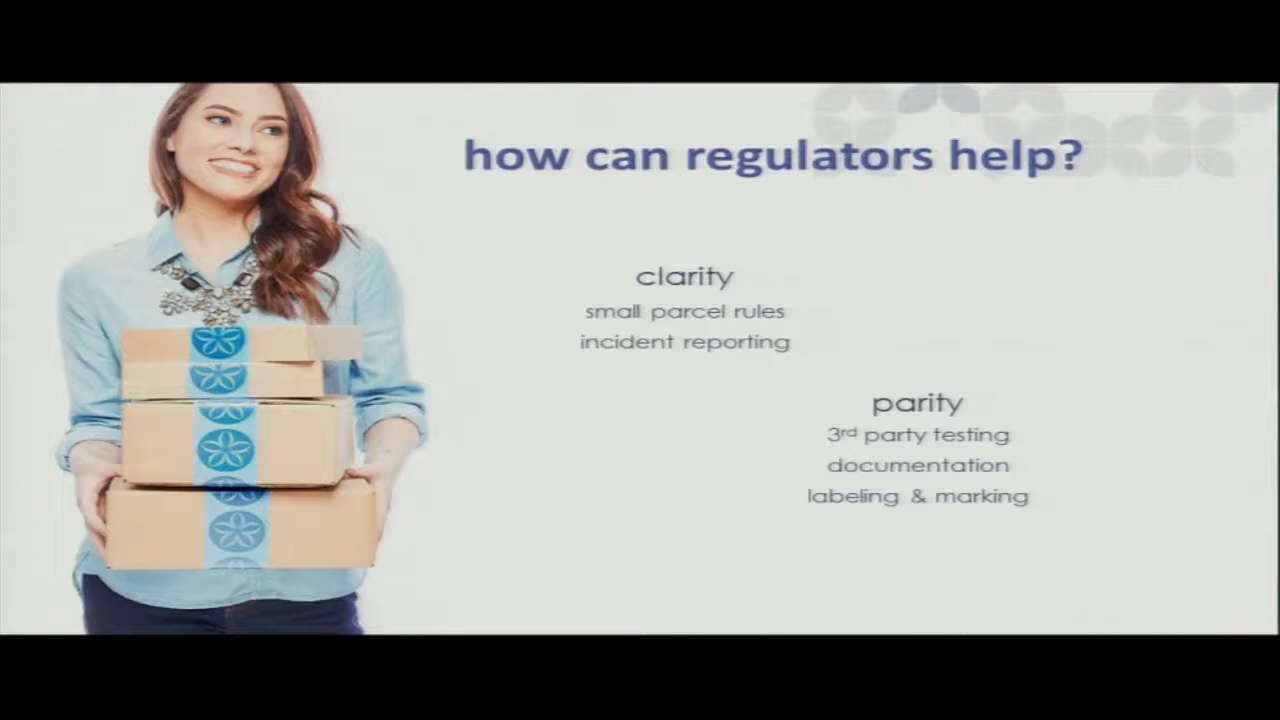 how can regulators help?
clarity
small parcel rules
incident reporting
parity
3rd party testing
documentation
labeling & marking